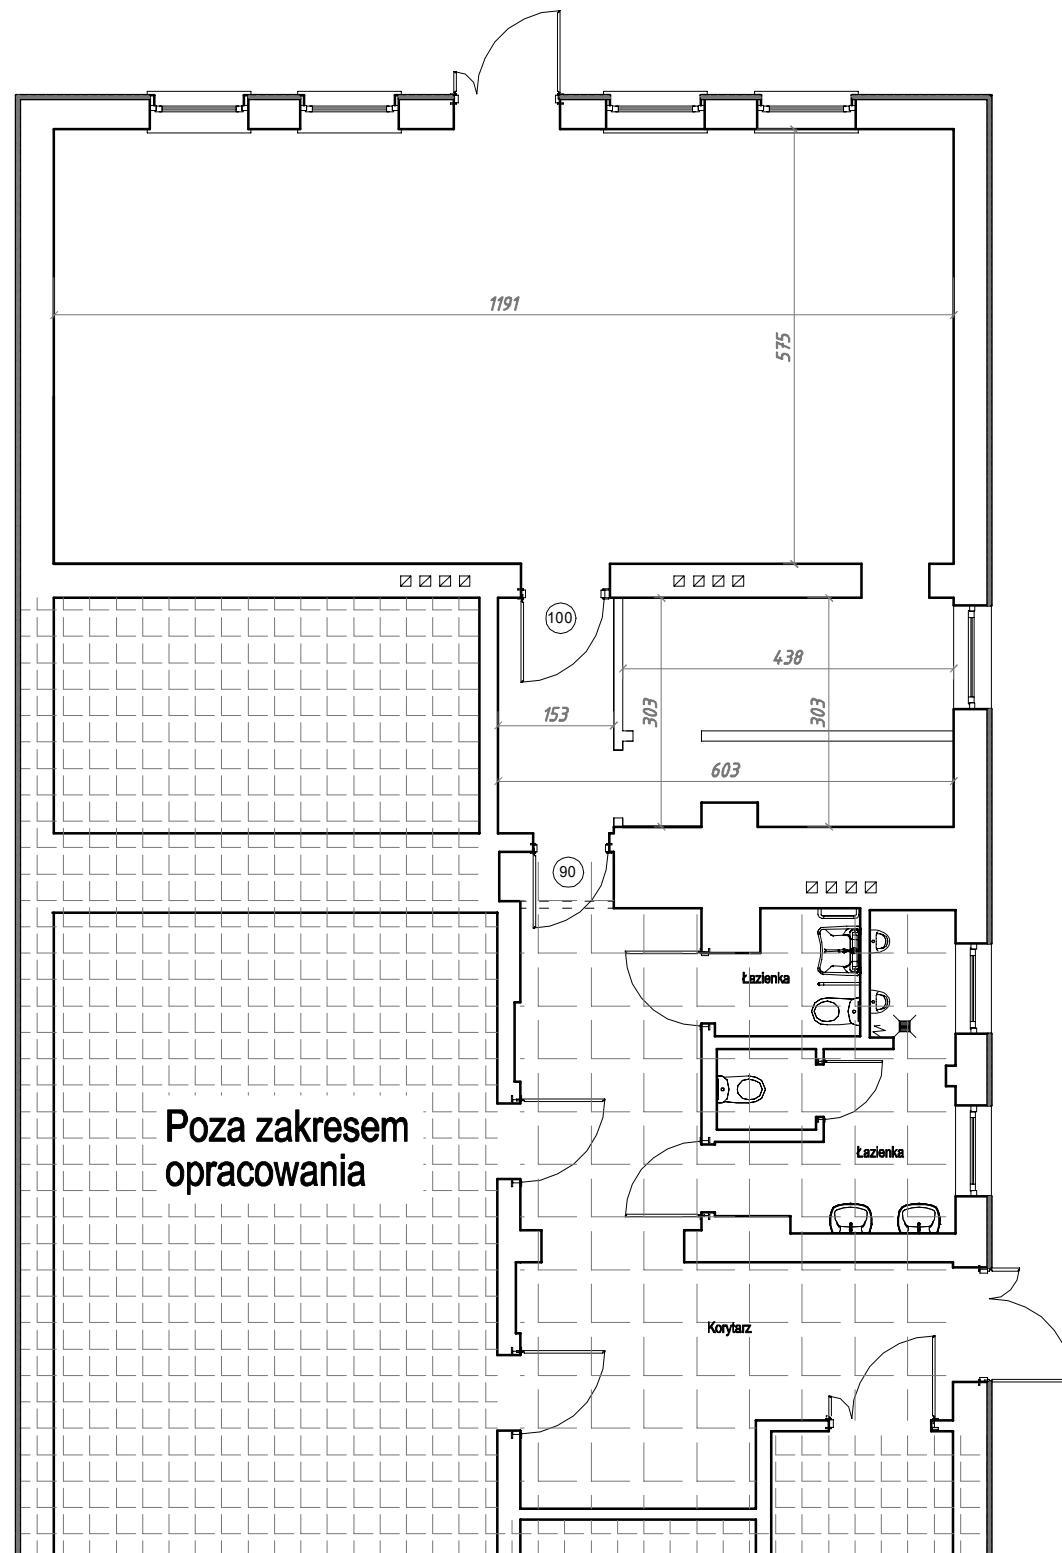 1191
575
100
438
153
303
303
603
90
Łazienka
Poza zakresem
opracowania
Łazienka
Korytarz